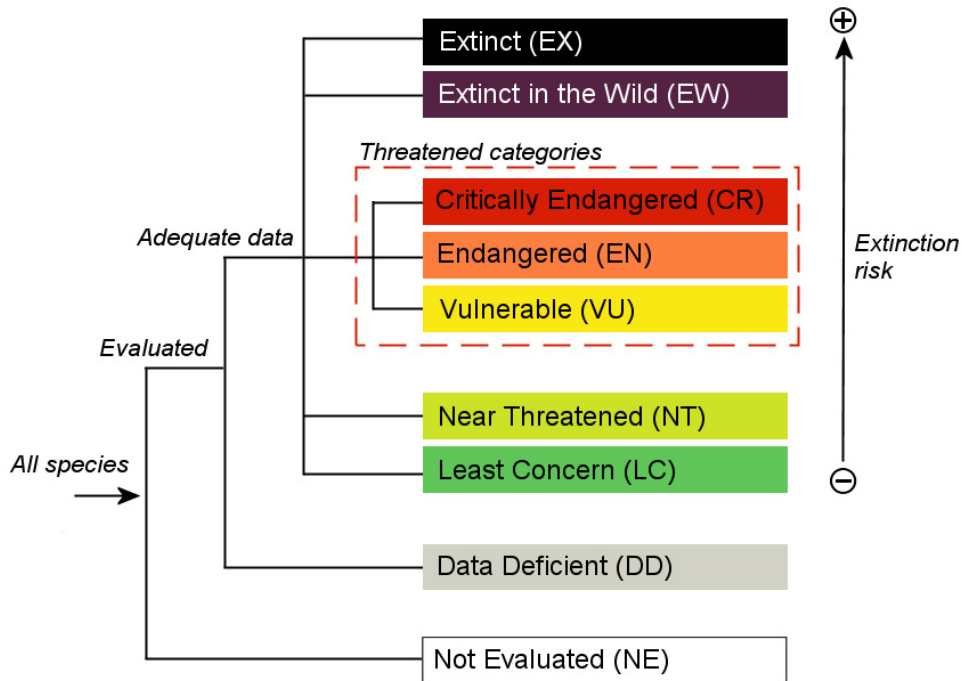 Extinct (EX)
Extinct in the Wild (EW)
Threatened categories
Critically Endangered (CR)
Adequate data
Endangered (EN)
Extinction
risk
Vulnerable (VU)
Evaluated
Near Threatened (NT)
All species
Least Concern (LC)
Data Deficient (DD)
Not Evaluated (NE)